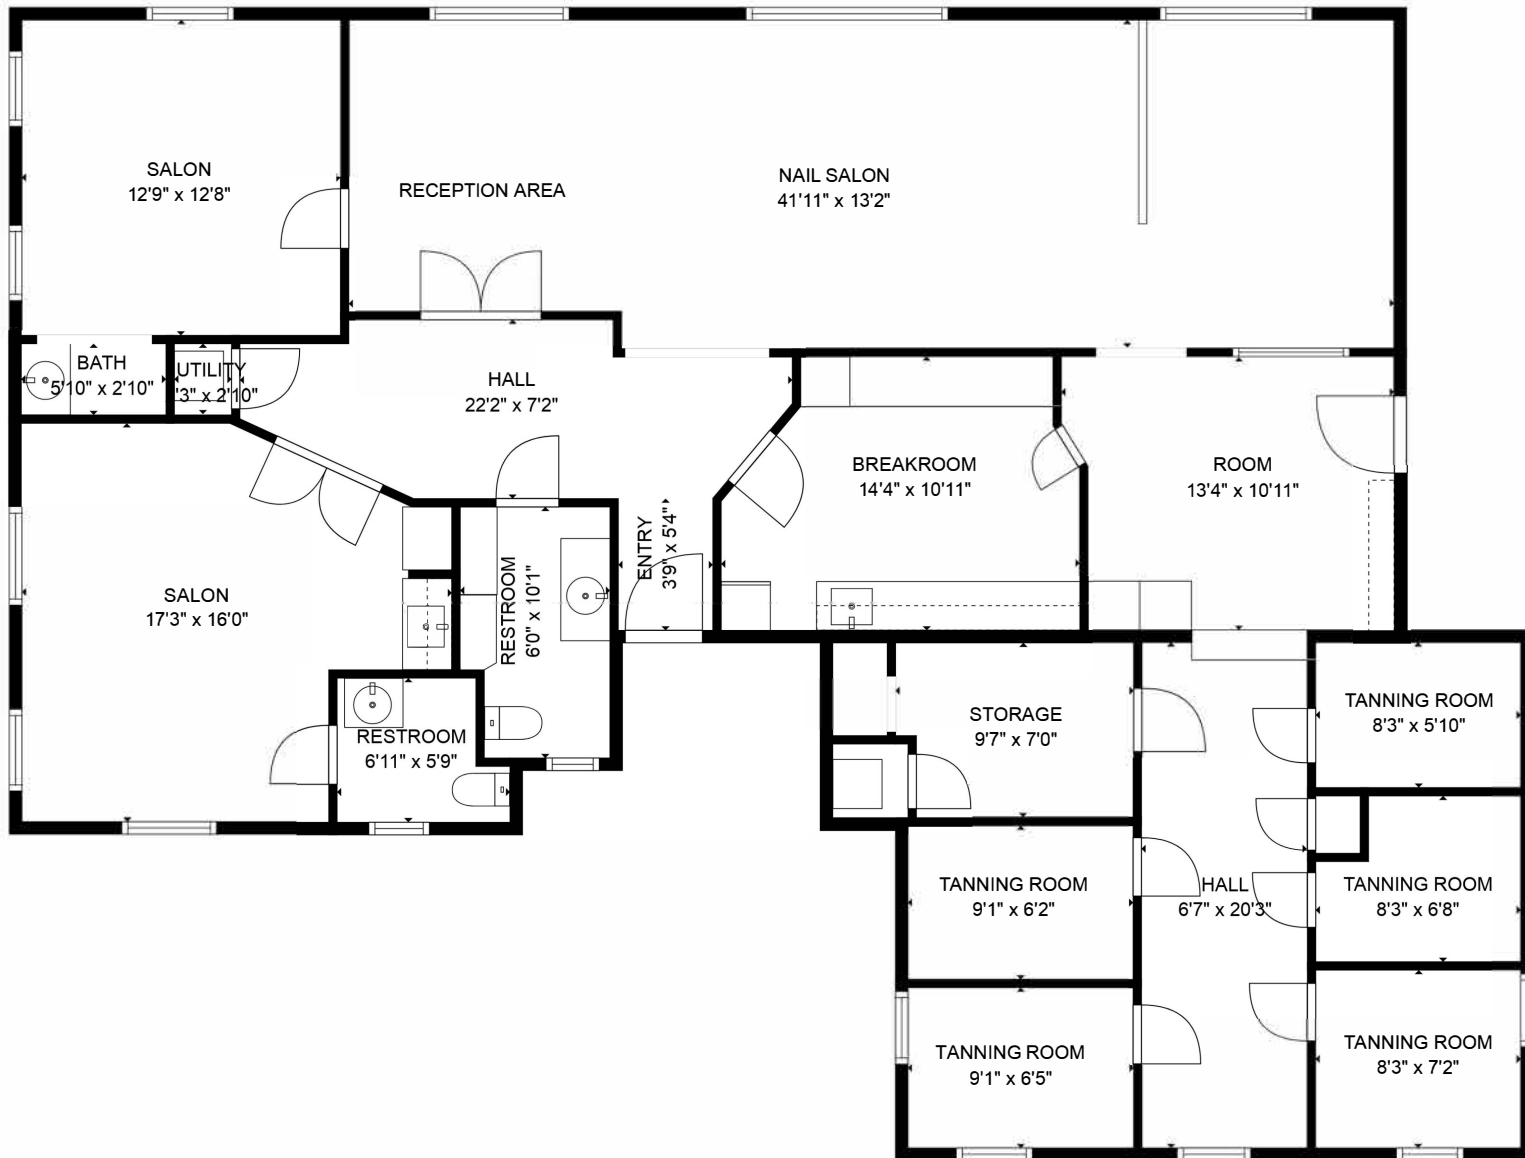 SALON
12'9" x 12'8"
RECEPTION AREA
NAIL SALON
41'11" x 13'2"
BATH
5'10" x 2'10"
UTILITY
'3" x 2'10"
HALL
22'2" x 7'2"
BREAKROOM
14'4" x 10'11"
ROOM
13'4" x 10'11"
ENTRY
3'9" x 5'4"
SALON
17'3" x 16'0"
RESTROOM
6'0" x 10'1"
RESTROOM
6'11" x 5'9"
STORAGE
9'7" x 7'0"
TANNING ROOM
8'3" x 5'10"
TANNING ROOM
9'1" x 6'2"
HALL
6'7" x 20'3"
TANNING ROOM
8'3" x 6'8"
TANNING ROOM
9'1" x 6'5"
TANNING ROOM
8'3" x 7'2"